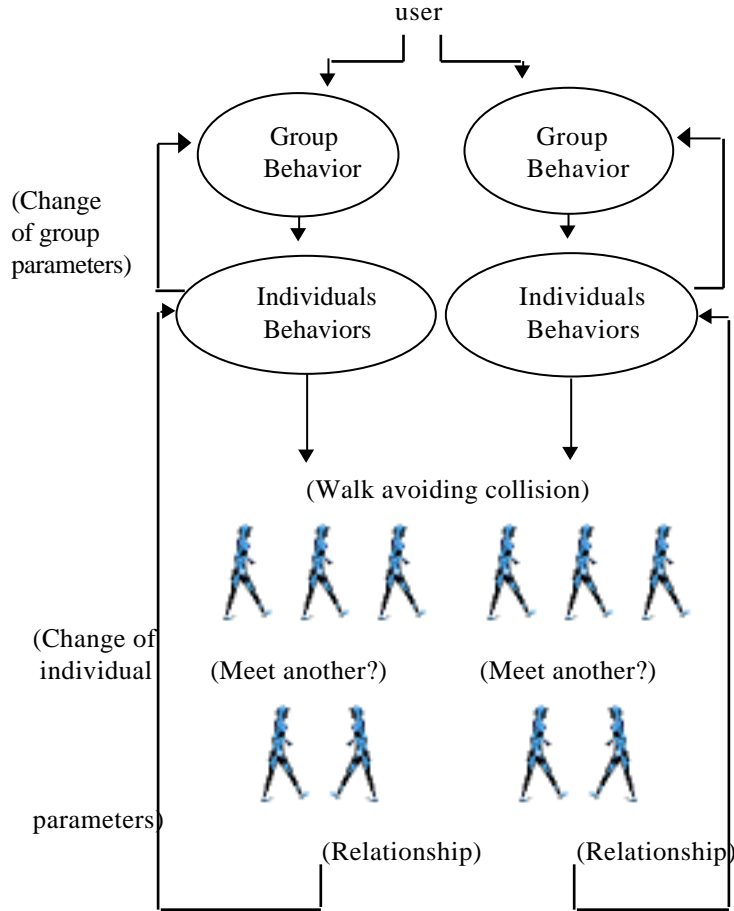 user
Group
Behavior
Group
Behavior
(Change
of group
parameters)
Individuals
Behaviors
Individuals
Behaviors
(Walk avoiding collision)
(Change of
individual
(Meet another?)
(Meet another?)
parameters)
(Relationship)
(Relationship)